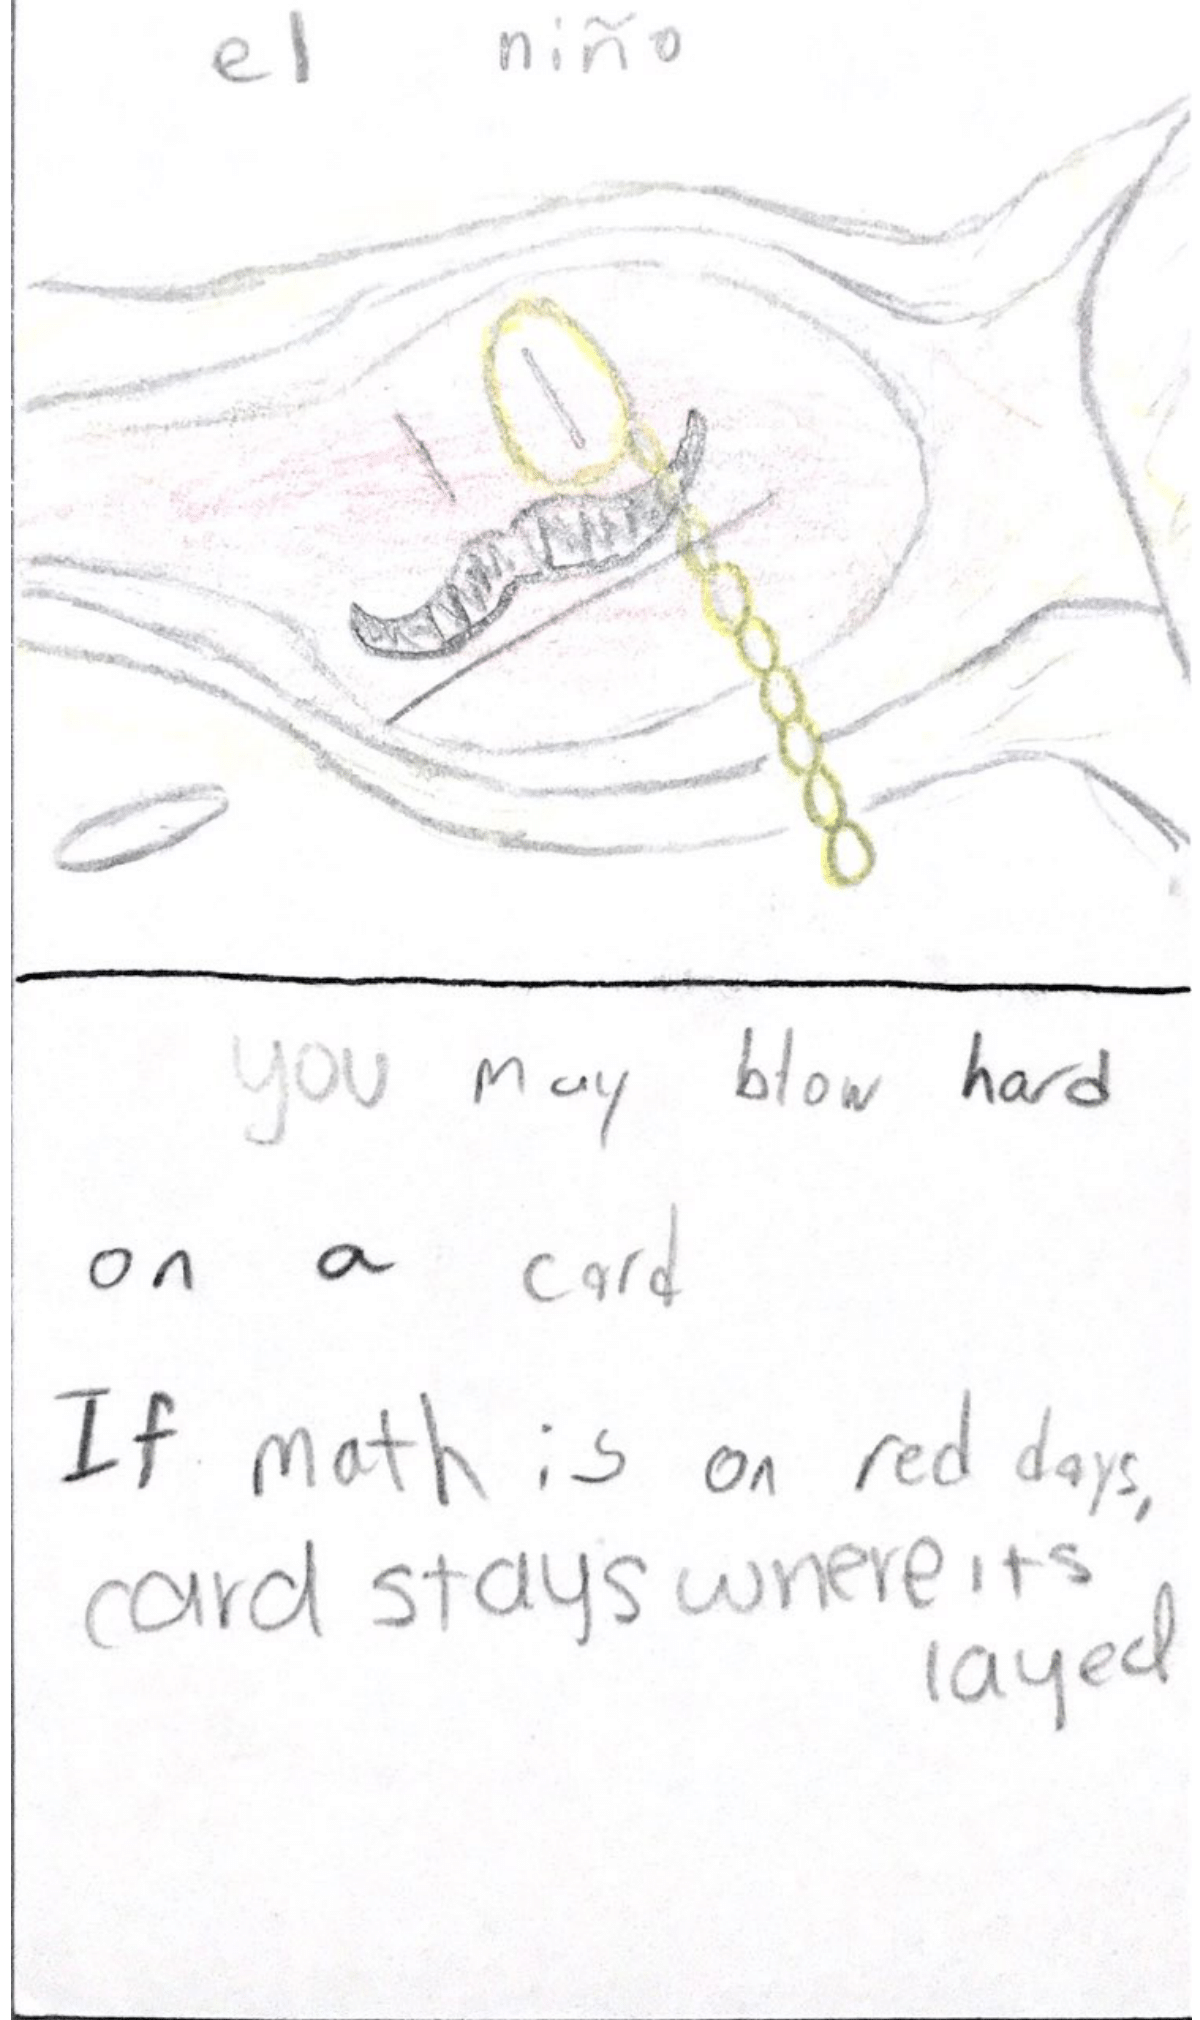 el niño
you may blow hard
on a card
If math is on red days,
card stays where its
layed